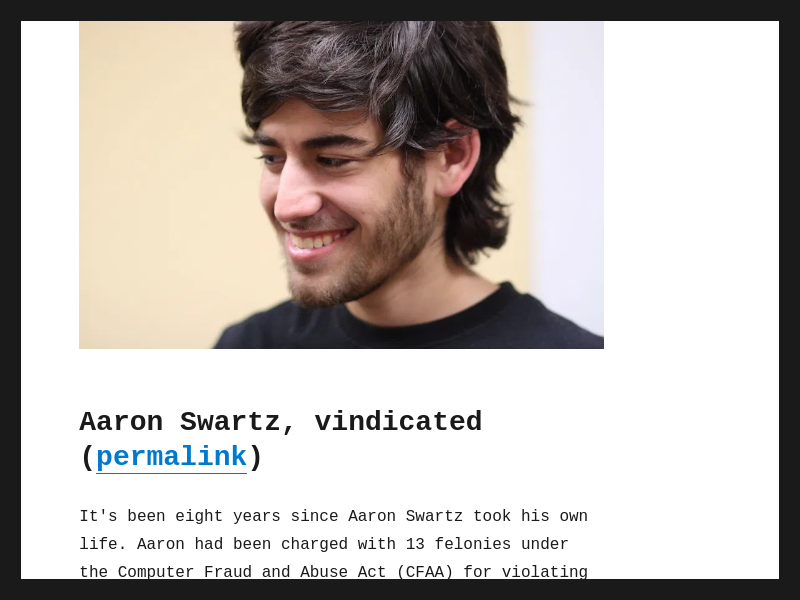 Aaron Swartz, vindicated
(permalink)
It's been eight years since Aaron Swartz took his own
life. Aaron had been charged with 13 felonies under
the Computer Fraud and Abuse Act (CFAA) for violating